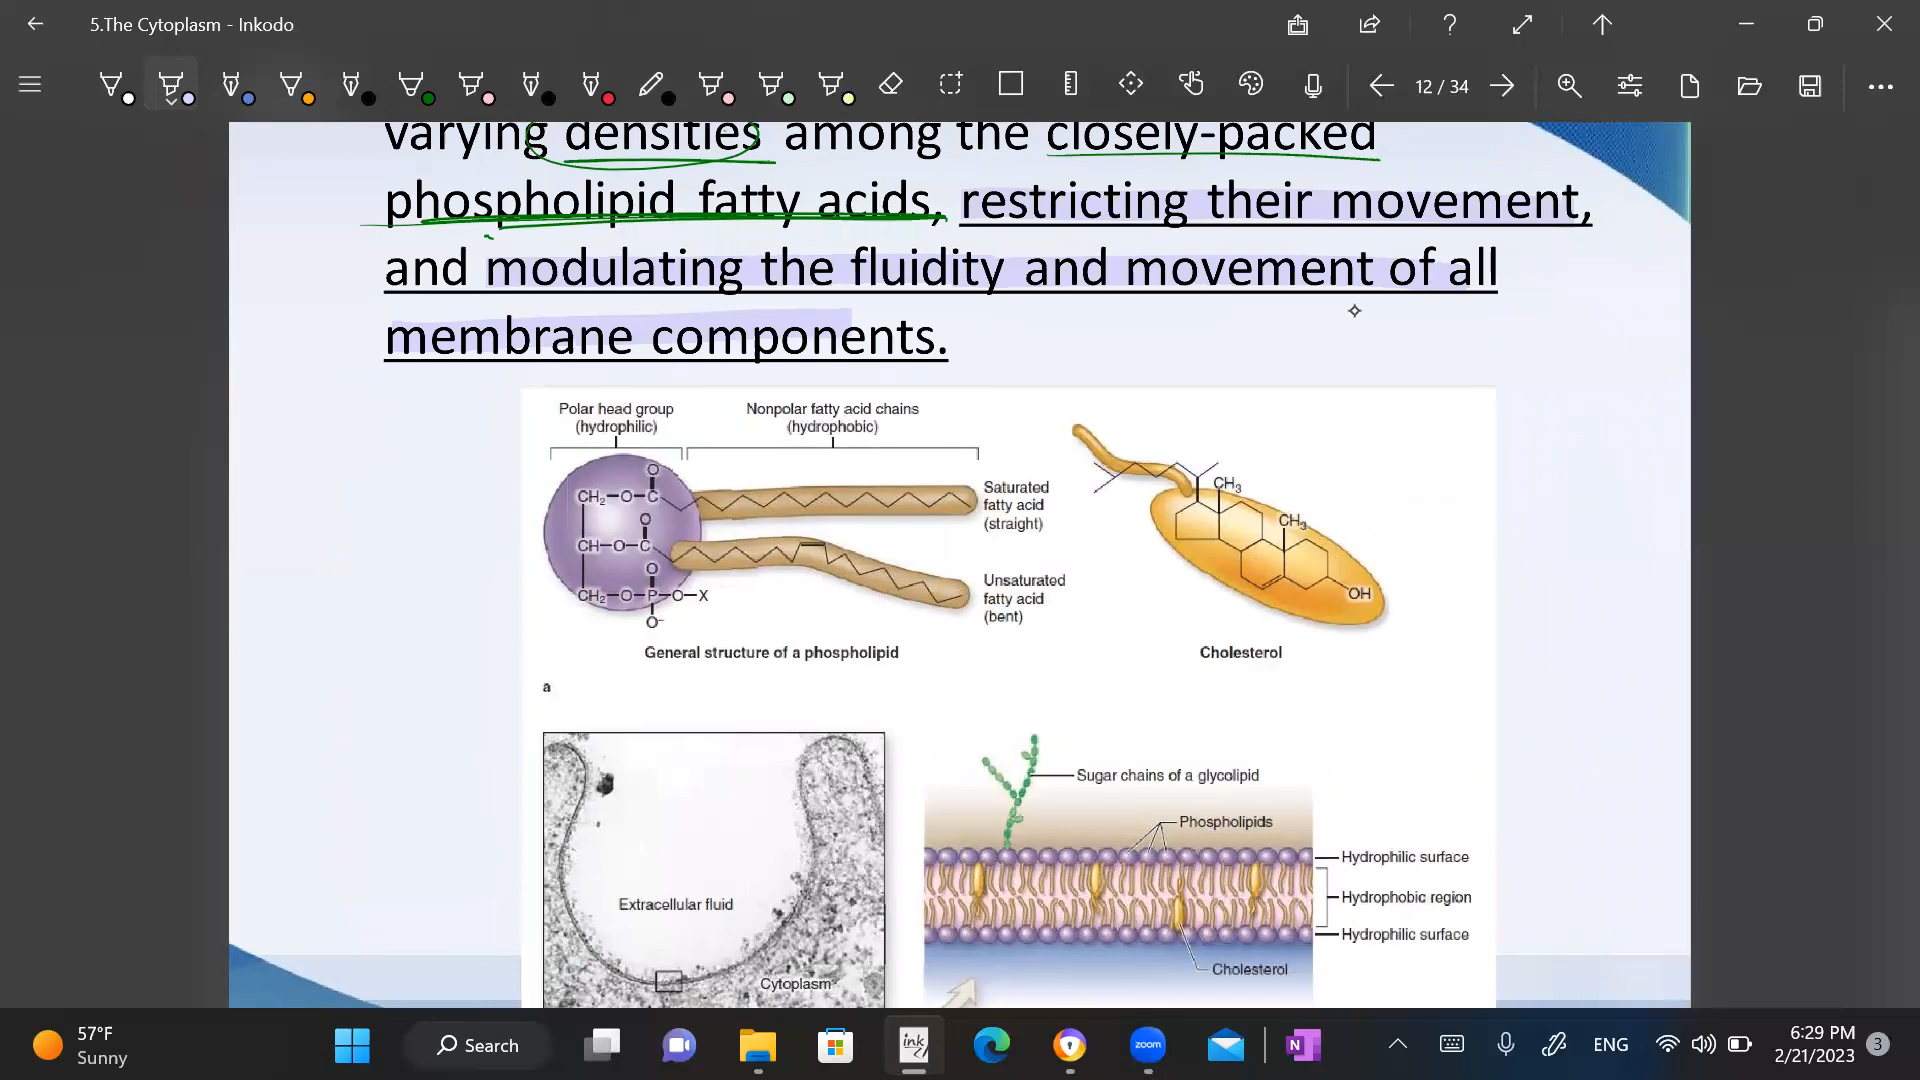 5.The Cytoplasm - Inkodo
12 / 34
varying densities among the closely-packed
phospholipid fatty acids, restricting their movement,
and modulating the fluidity and movement of all
membrane components.
Polar head group
(hydrophilic)
Nonpolar fatty acid chains
(hydrophobic)
O
CH2—O—C
O
CH—O—C
O
CH2—O—P—O—X
O-
Saturated
fatty acid
(straight)
Unsaturated
fatty acid
(bent)
General structure of a phospholipid
CH3
CH3
OH
Cholesterol
a
Extracellular fluid
Cytoplasm
Sugar chains of a glycolipid
Phospholipids
Hydrophilic surface
Hydrophobic region
Hydrophilic surface
Cholesterol
57°F
Sunny
Search
ink
zoom
N
ENG
6:29 PM
2/21/2023
3